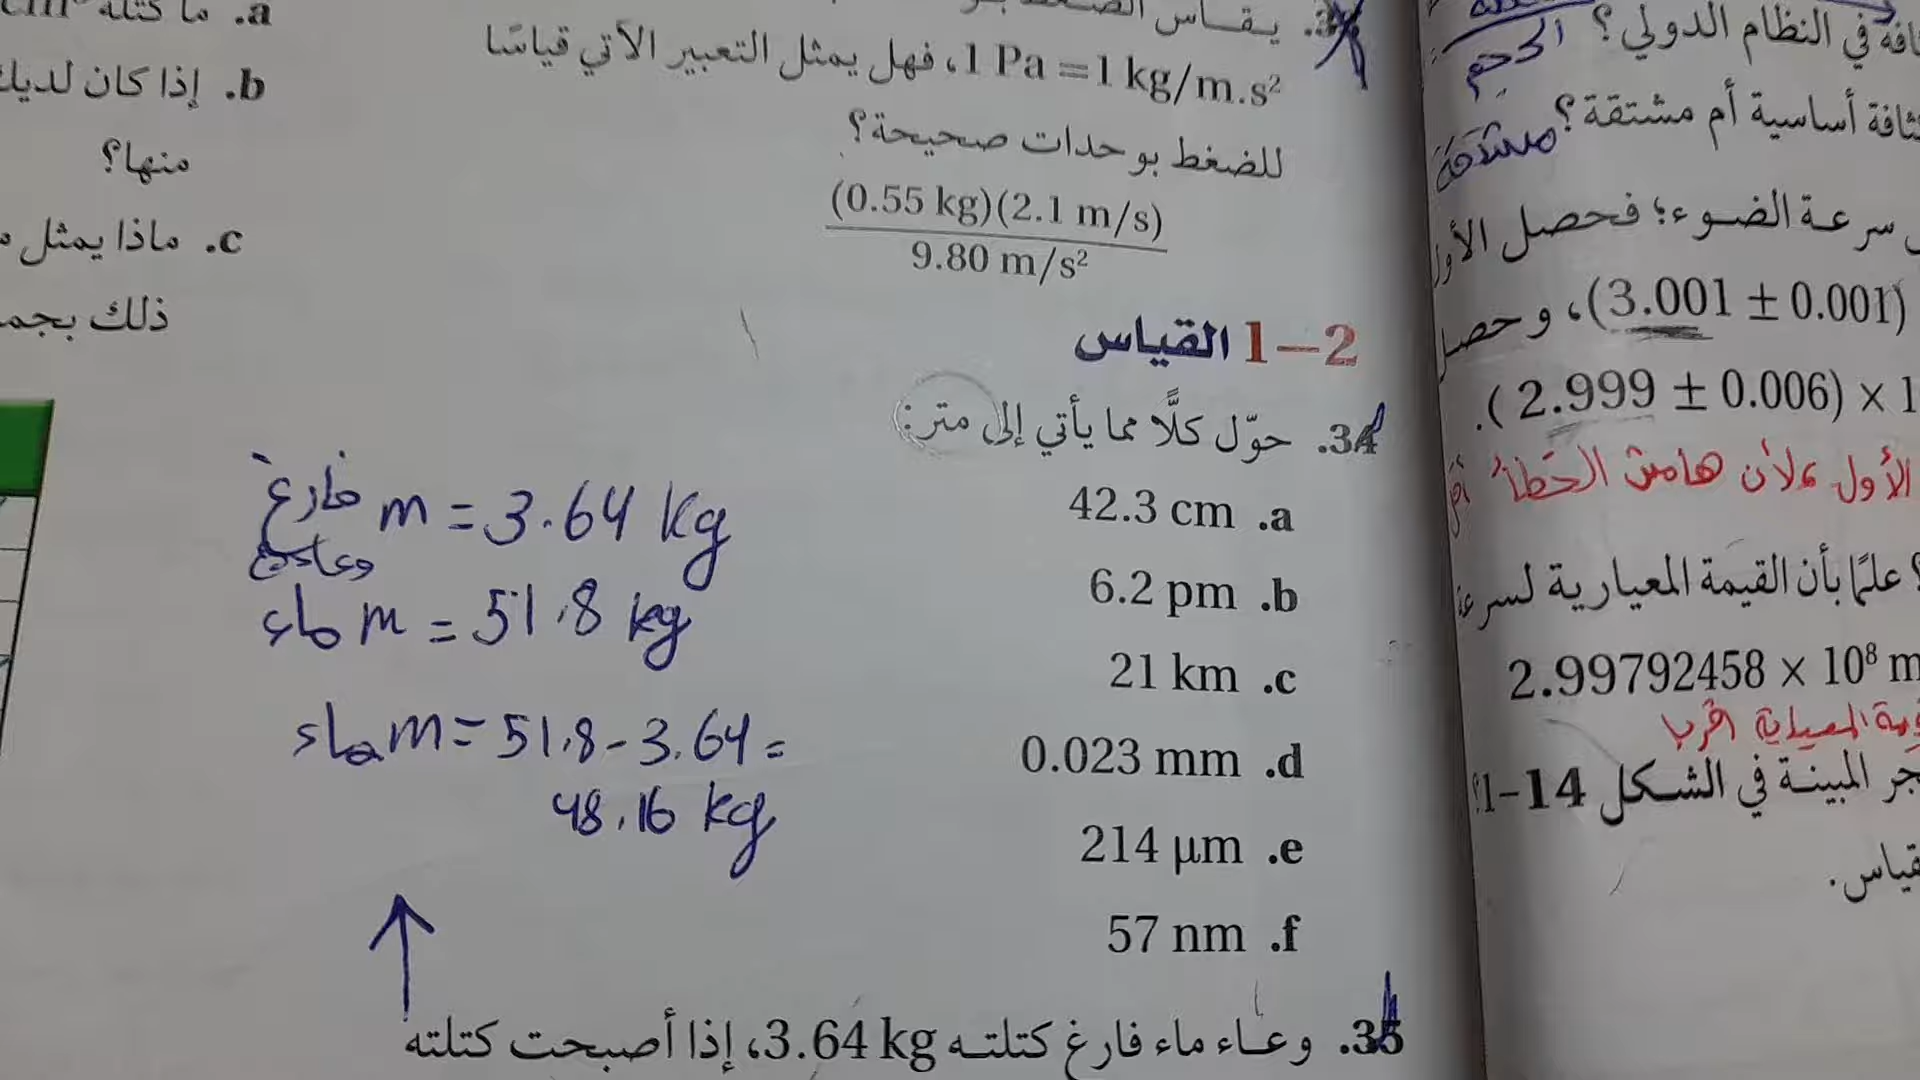 يقاس
1 Pa =1 kg/m.s²، فهل يمثل التعبير الآتي قياسًا
للضغط بوحدات صحيحة؟
(0.55 kg)(2.1 m/s)
9.80 m/s²
1–2 القياس
.34 حوّل كلًّا مما يأتي إلى متر:
42.3 cm .a
6.2 pm .b
21 km .c
0.023 mm .d
214 μm .e
57 nm .f
.35 وعاء ماء فارغ كتلته 3.64 kg، إذا أصبحت كتلته
فارغ m = 3.64 kg
وعاء
ماء m = 51.8 kg
ماء m = 51.8 - 3.64 =
48.16 kg
.a ما كتلة
.b إذا كان لديك
منها؟
.c ماذا يمثل
ذلك
في النظام الدولي؟ الحجم
أساسية أم مشتقة؟ مشتقة
سرعة الضوء؛ فحصل
(3.001 ± 0.001)، وحصل
(2.999 ± 0.006) × 1
الأول لأن هامش الخطأ
علمًا بأن القيمة المعيارية
2.99792458 × 10⁸ m
المعيارية اقرب
المبينة في الشكل 14-1؟